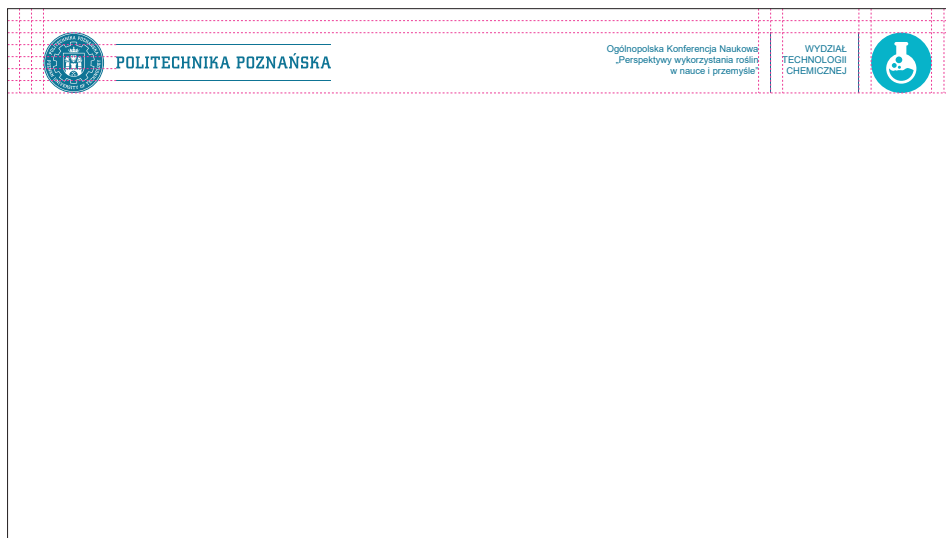 POLITECHNIKA POZNAŃSKA
Ogólnopolska Konferencja Naukowa
„Perspektywy wykorzystania roślin
w nauce i przemyśle”
WYDZIAŁ
TECHNOLOGII
CHEMICZNEJ